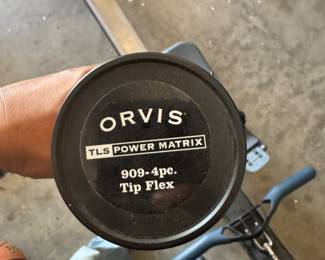 ORVIS
TLS POWER MATRIX
909-4pc.
Tip Flex